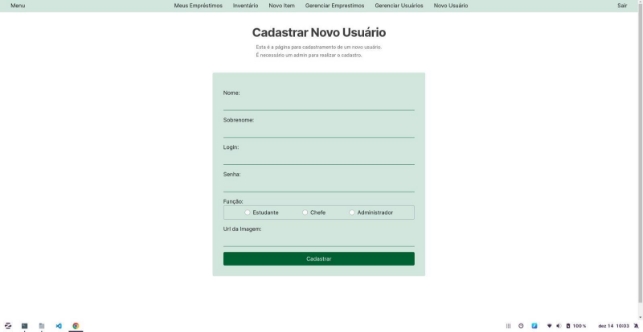 Menu Meus Empréstimos Inventário Novo Item Gerenciar Emprestimos Gerenciar Usuários Novo Usuário Sair
Cadastrar Novo Usuário
Esta é a página para cadastramento de um novo usuário.
É necessário um admin para realizar o cadastro.
Nome:
Sobrenome:
Login:
Senha:
Função:
Estudante Chefe Administrador
Url da Imagem:
Cadastrar
100 % dez 14 16:03